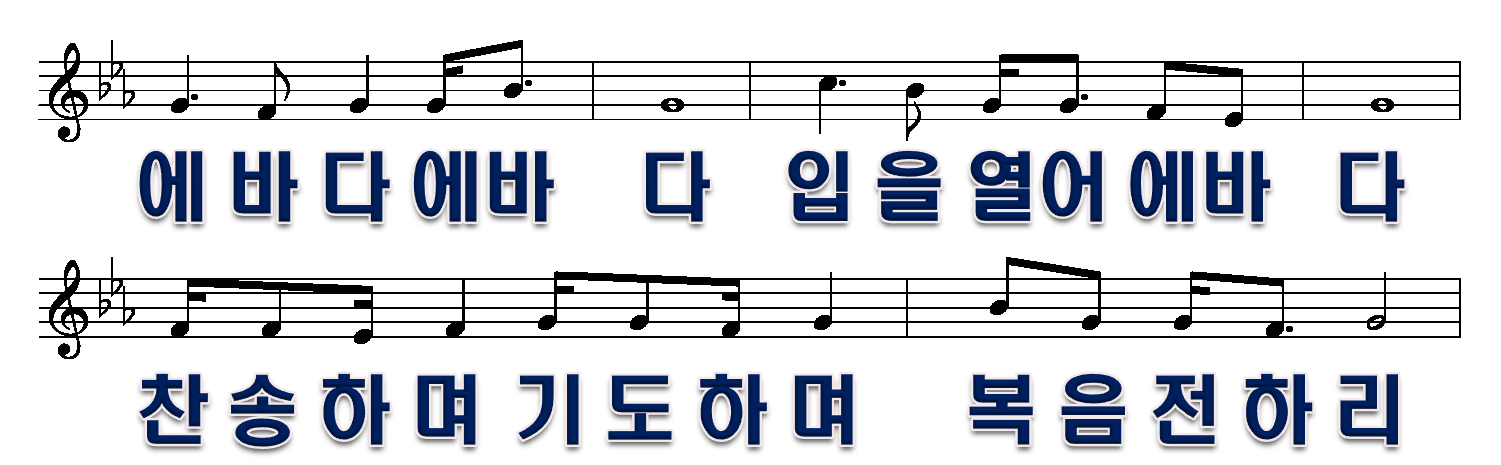 에 바 다 에바 다 입 을 열어 에바 다
찬 송 하 며 기 도 하 며 복 음 전 하 리